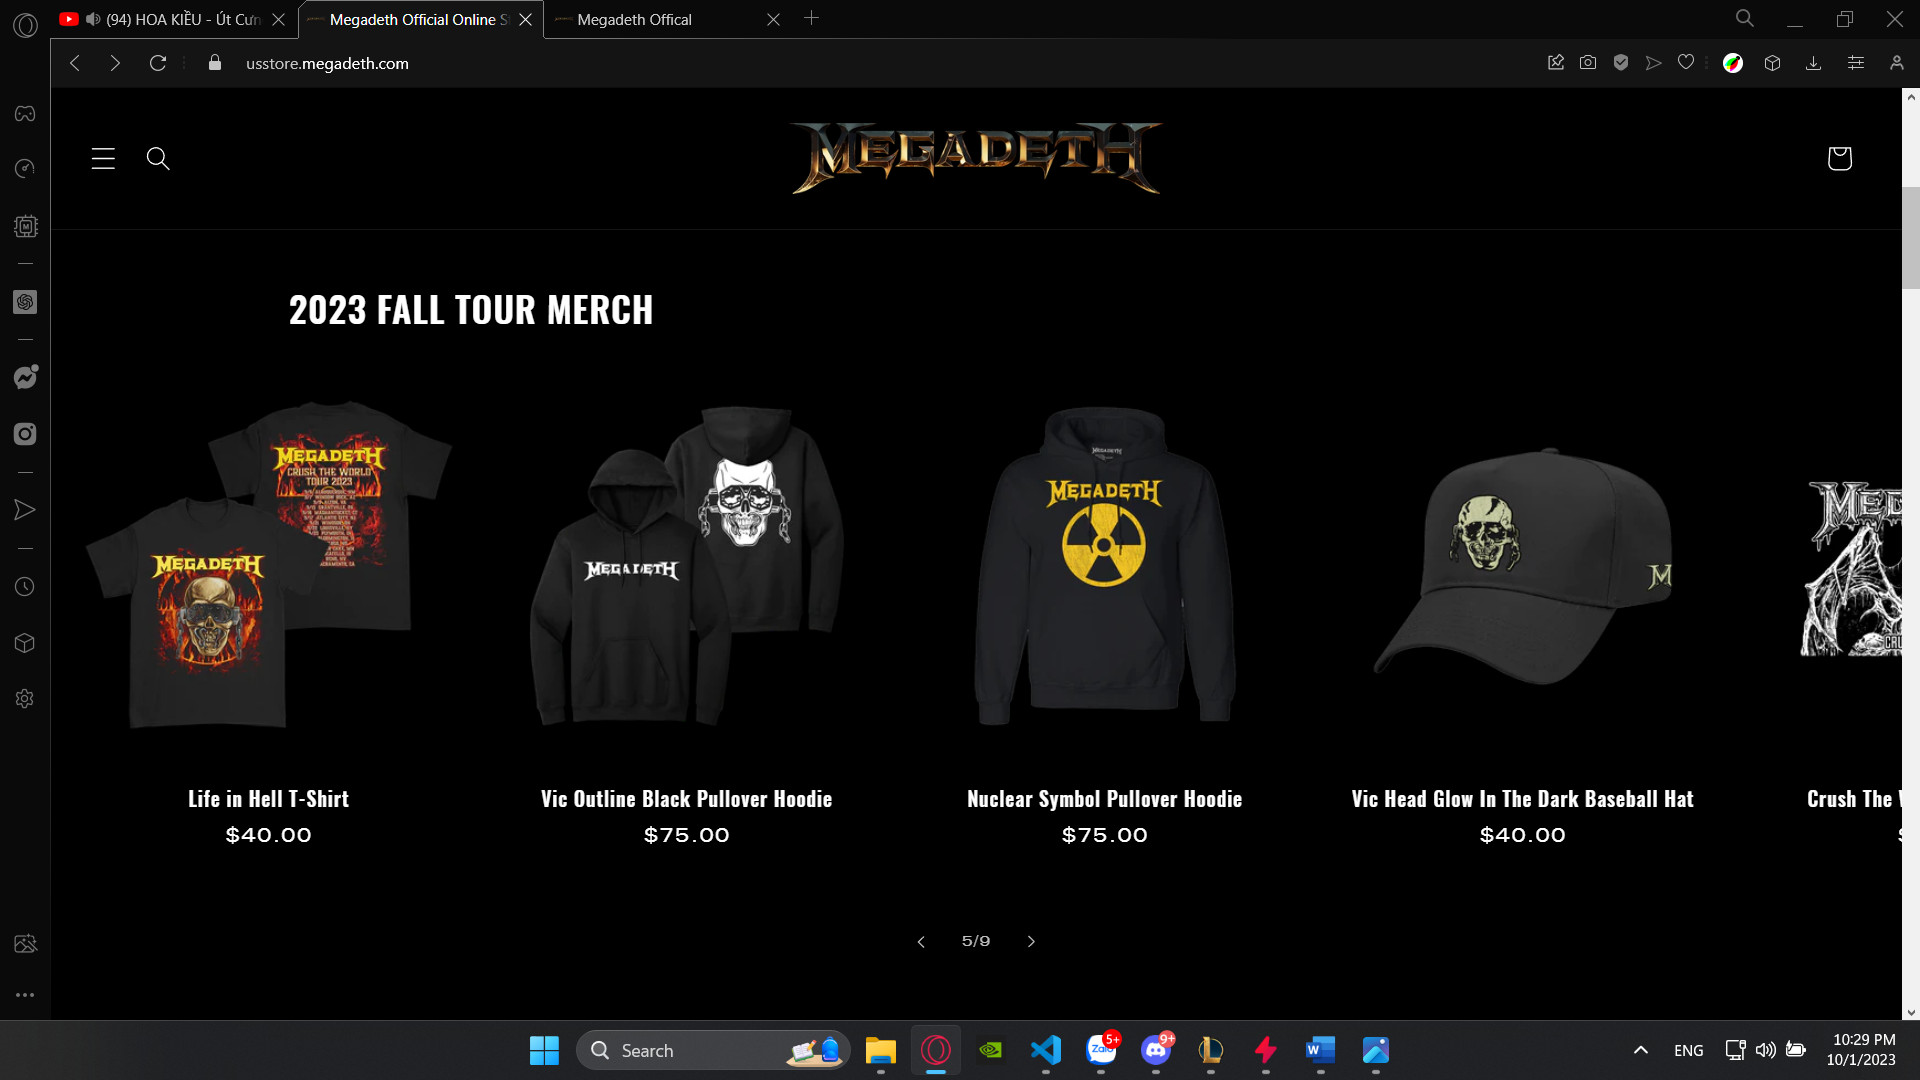 (94) HOA KIỀU - Út Cưn
Megadeth Official Online S
Megadeth Offical
usstore.megadeth.com
MEGADETH
2023 FALL TOUR MERCH
MEGADETH
CRUSH THE WORLD
TOUR 2023
MEGADETH
MEGADETH
MEGADETH
M
Life in Hell T-Shirt
$40.00
Vic Outline Black Pullover Hoodie
$75.00
Nuclear Symbol Pullover Hoodie
$75.00
Vic Head Glow In The Dark Baseball Hat
$40.00
Crush The
5/9
Search
Zalo
5+
9+
ENG
10:29 PM
10/1/2023